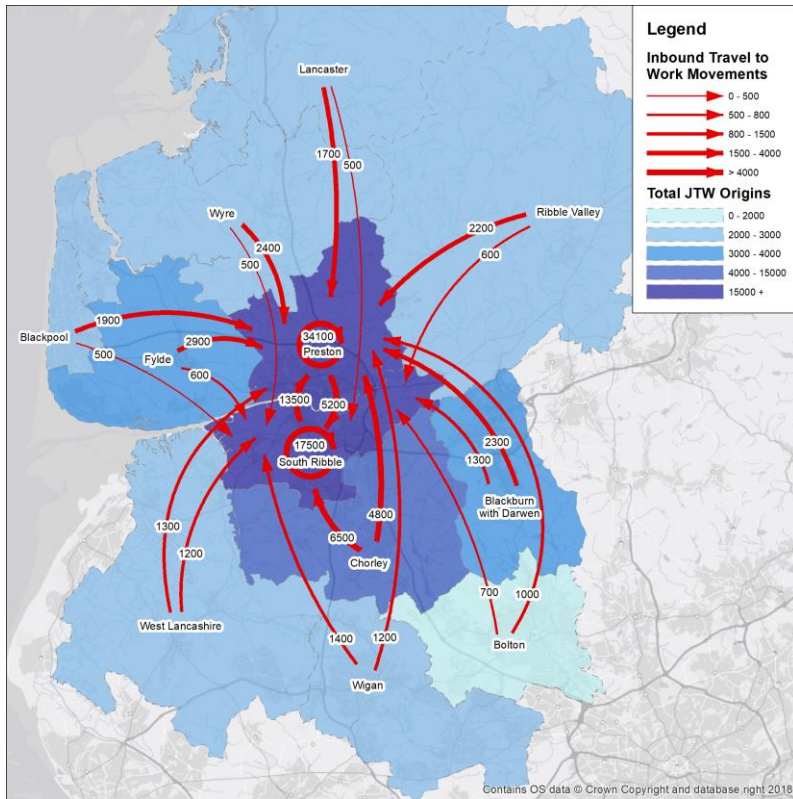 Legend
Inbound Travel to
Work Movements
0 - 500
500 - 800
800 - 1500
1500 - 4000
> 4000
Total JTW Origins
0 - 2000
2000 - 3000
3000 - 4000
4000 - 15000
15000 +
Lancaster
1700
500
Wyre
2400
500
Ribble Valley
2200
600
Blackpool
1900
500
Fylde
2900
600
34100
Preston
13500
5200
17500
South Ribble
2300
1300
Blackburn
with Darwen
4800
6500
Chorley
1300
1200
West Lancashire
1400
1200
Wigan
700
1000
Bolton
Contains OS data © Crown Copyright and database right 2018